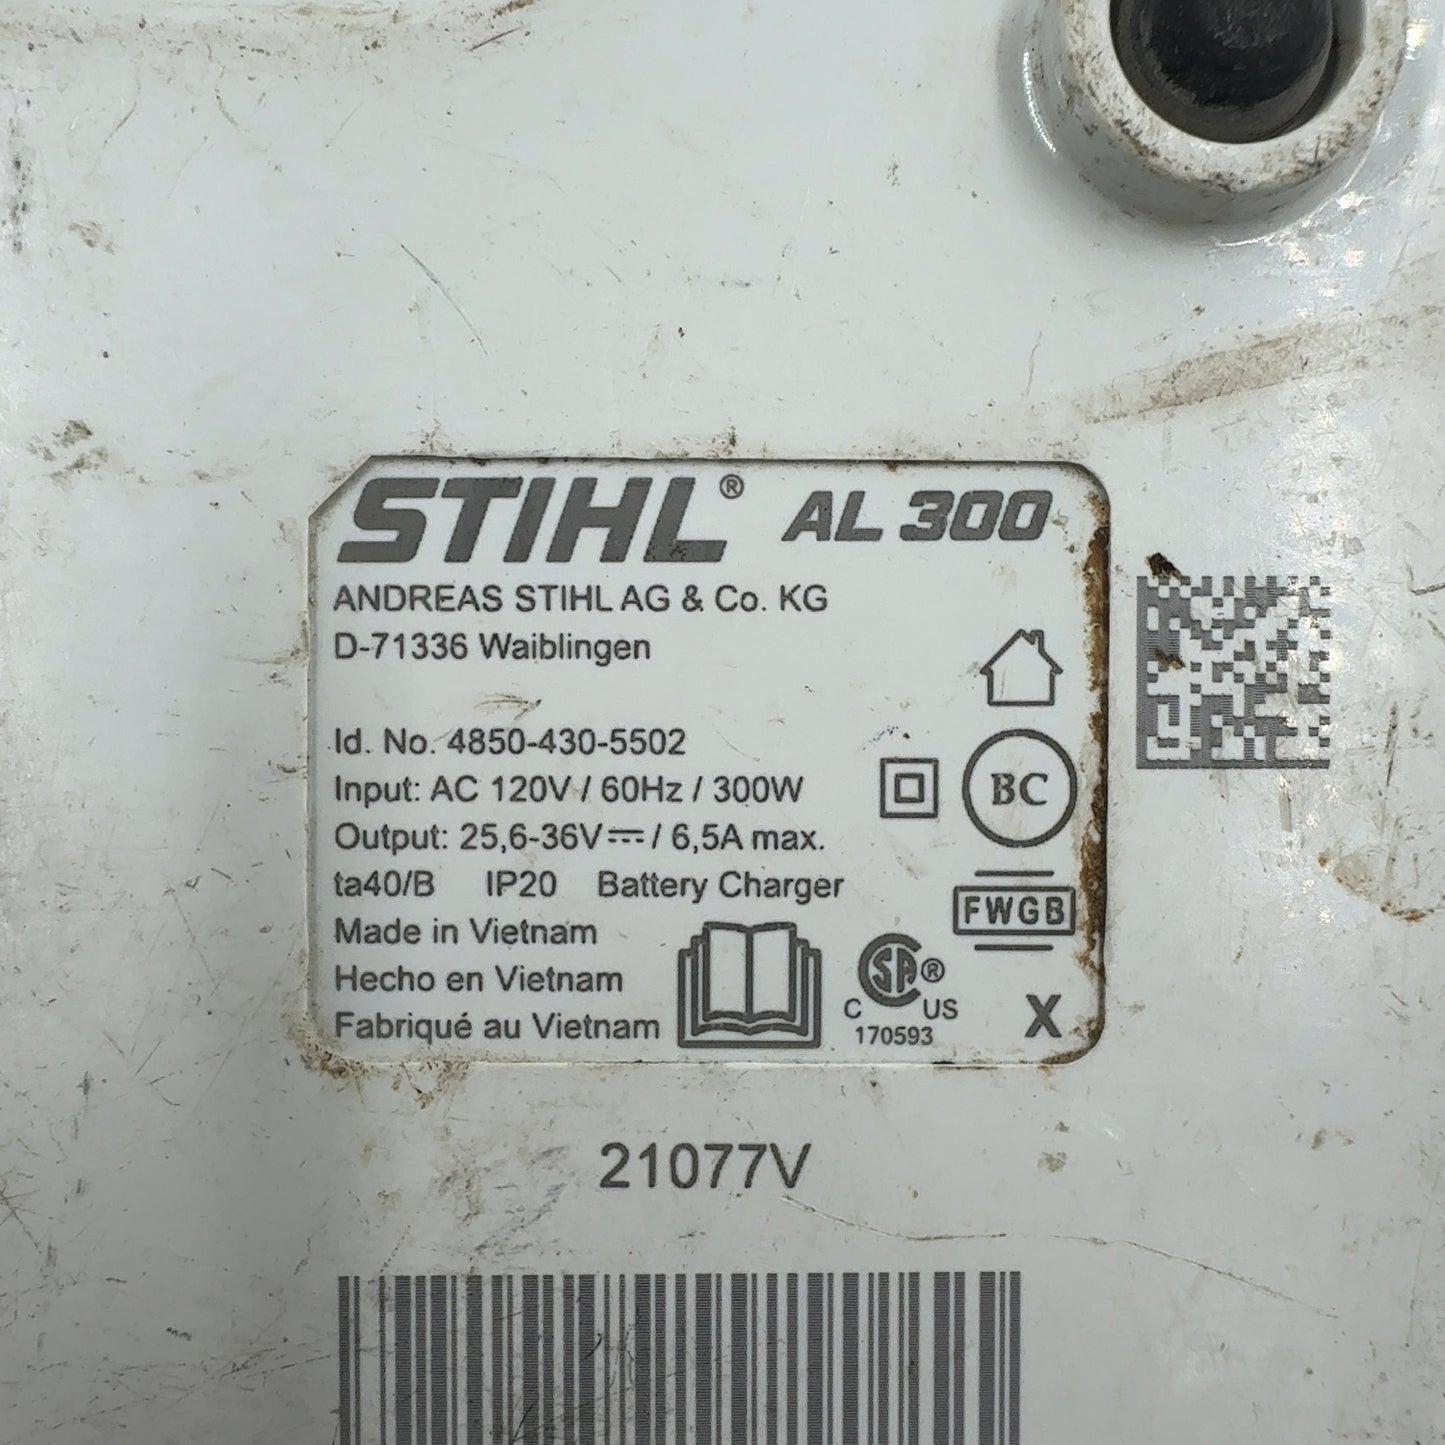 STIHL® AL 300
ANDREAS STIHL AG & Co. KG
D-71336 Waiblingen
Id. No. 4850-430-5502
Input: AC 120V / 60Hz / 300W
BC
Output: 25,6-36V⎓ / 6,5A max.
ta40/B IP20 Battery Charger
FWGB
Made in Vietnam
Hecho en Vietnam
Fabriqué au Vietnam
CSA®
C US
170593
X
21077V